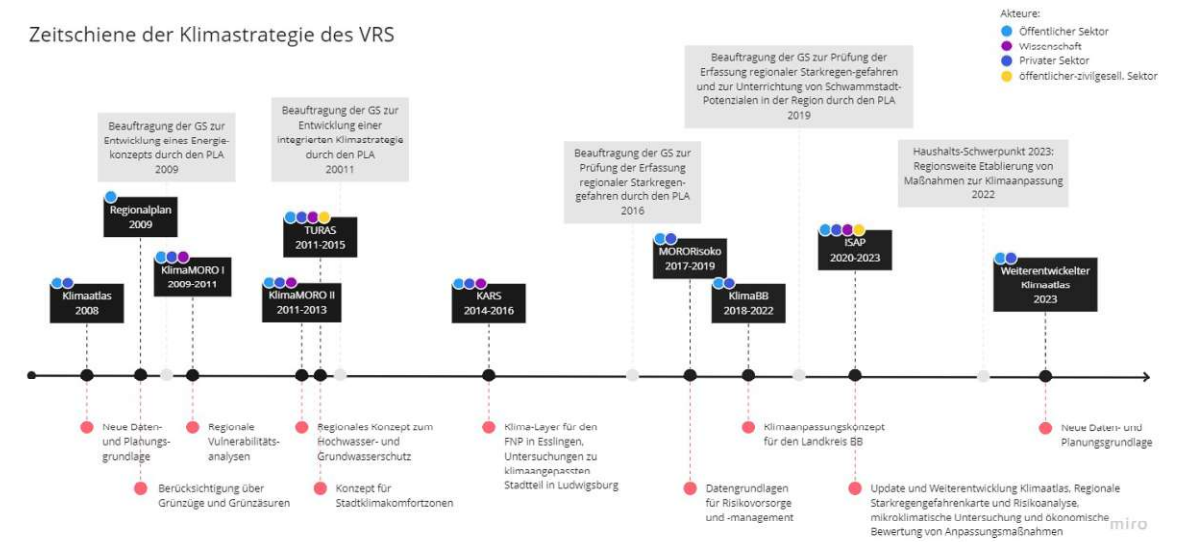 Zeitschiene der Klimastrategie des VRS
Akteure:
Öffentlicher Sektor
Wissenschaft
Privater Sektor
öffentlicher-zivilgesell. Sektor
Beauftragung der GS zur
Entwicklung eines Energie-
konzepts durch den PLA
2009
Beauftragung der GS zur
Entwicklung einer
integrierten Klimastrategie
durch den PLA
20011
Beauftragung der GS zur
Prüfung der Erfassung
regionaler Starkregen-
gefahren durch den PLA
2016
Beauftragung der GS zur Prüfung der
Erfassung regionaler Starkregen-gefahren
und zur Unterrichtung von Schwammstadt-
Potenzialen in der Region durch den PLA
2019
Haushalts-Schwerpunkt 2023:
Regionsweite Etablierung von
Maßnahmen zur Klimaanpassung
2022
Klimaatlas
2008
Regionalplan
2009
KlimaMORO I
2009-2011
KlimaMORO II
2011-2013
TURAS
2011-2015
KARS
2014-2016
MORORisoko
2017-2019
KlimaBB
2018-2022
ISAP
2020-2023
Weiterentwickelter
Klimaatlas
2023
Neue Daten-
und Planungs-
grundlage
Berücksichtigung über
Grünzüge und Grünzäsuren
Regionale
Vulnerabilitäts-
analysen
Regionales Konzept zum
Hochwasser- und
Grundwasserschutz
Konzept für
Stadtklimakomfortzonen
Klima-Layer für den
FNP in Esslingen,
Untersuchungen zu
klimaangepassten
Stadtteil in Ludwigsburg
Datengrundlagen
für Risikovorsorge
und -management
Klimaanpassungskonzept
für den Landkreis BB
Update und Weiterentwicklung Klimaatlas, Regionale
Starkregengefahrenkarte und Risikoanalyse,
mikroklimatische Untersuchung und ökonomische
Bewertung von Anpassungsmaßnahmen
Neue Daten- und
Planungsgrundlage
miro